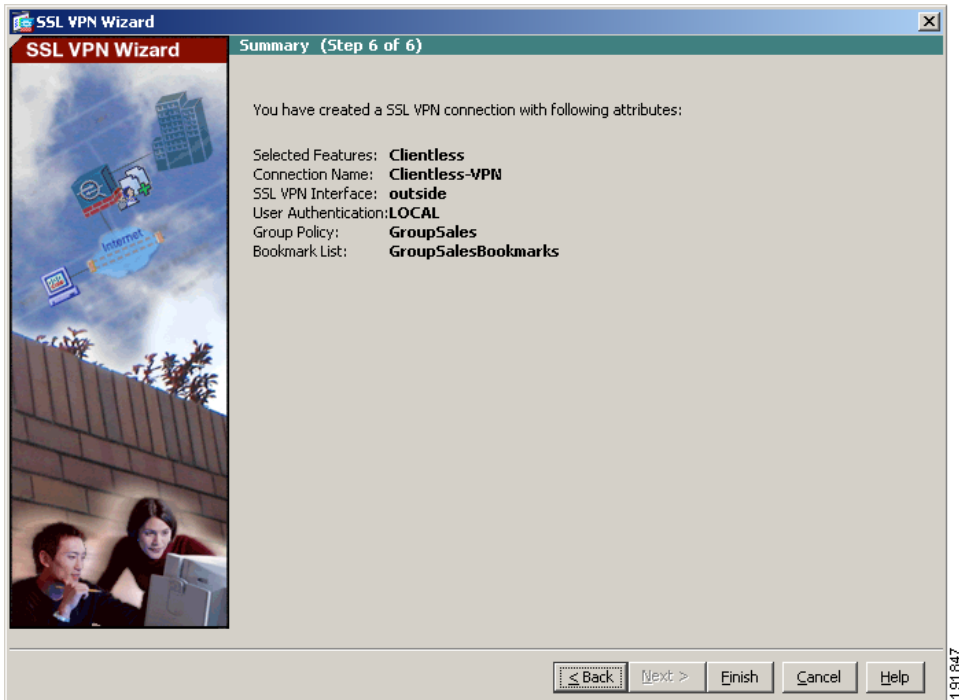 SSL VPN Wizard
SSL VPN Wizard
Summary (Step 6 of 6)
Internet
You have created a SSL VPN connection with following attributes:
Selected Features: Clientless
Connection Name: Clientless-VPN
SSL VPN Interface: outside
User Authentication:LOCAL
Group Policy: GroupSales
Bookmark List: GroupSalesBookmarks
< Back Next > Finish Cancel Help
191847